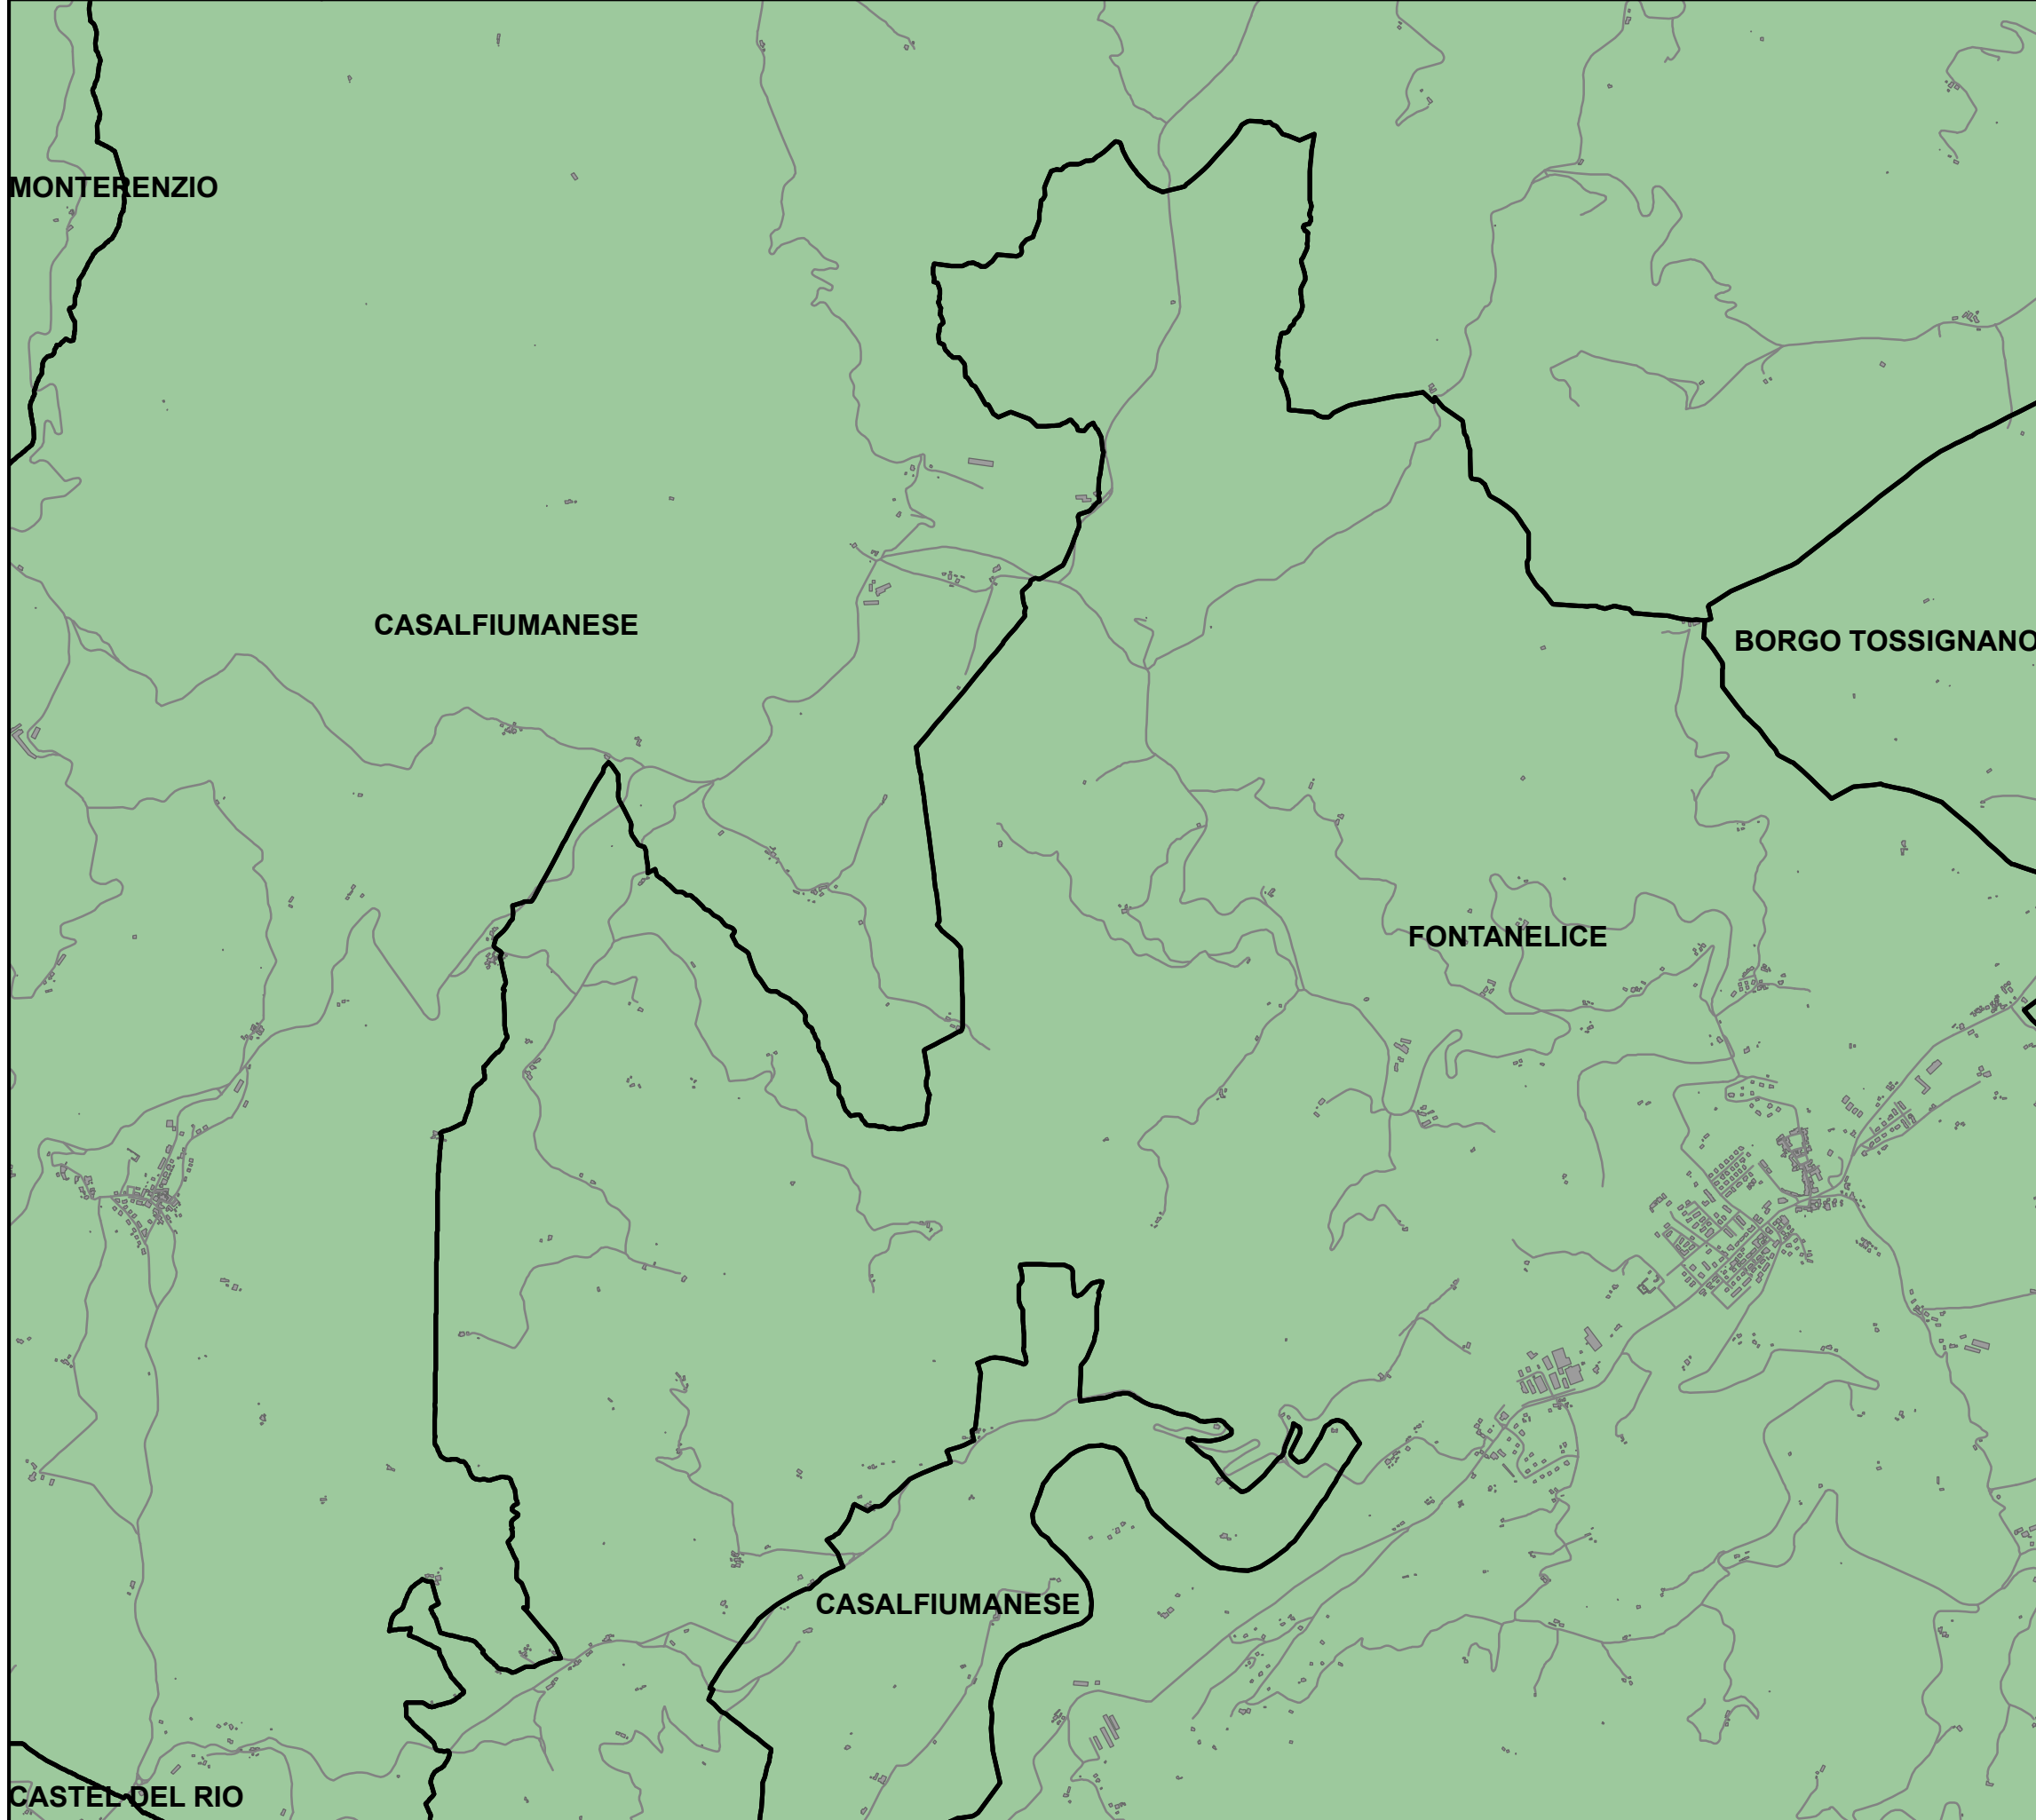 MONTERENZIO
CASALFIUMANESE
BORGO TOSSIGNANO
FONTANELICE
CASALFIUMANESE
CASTEL DEL RIO